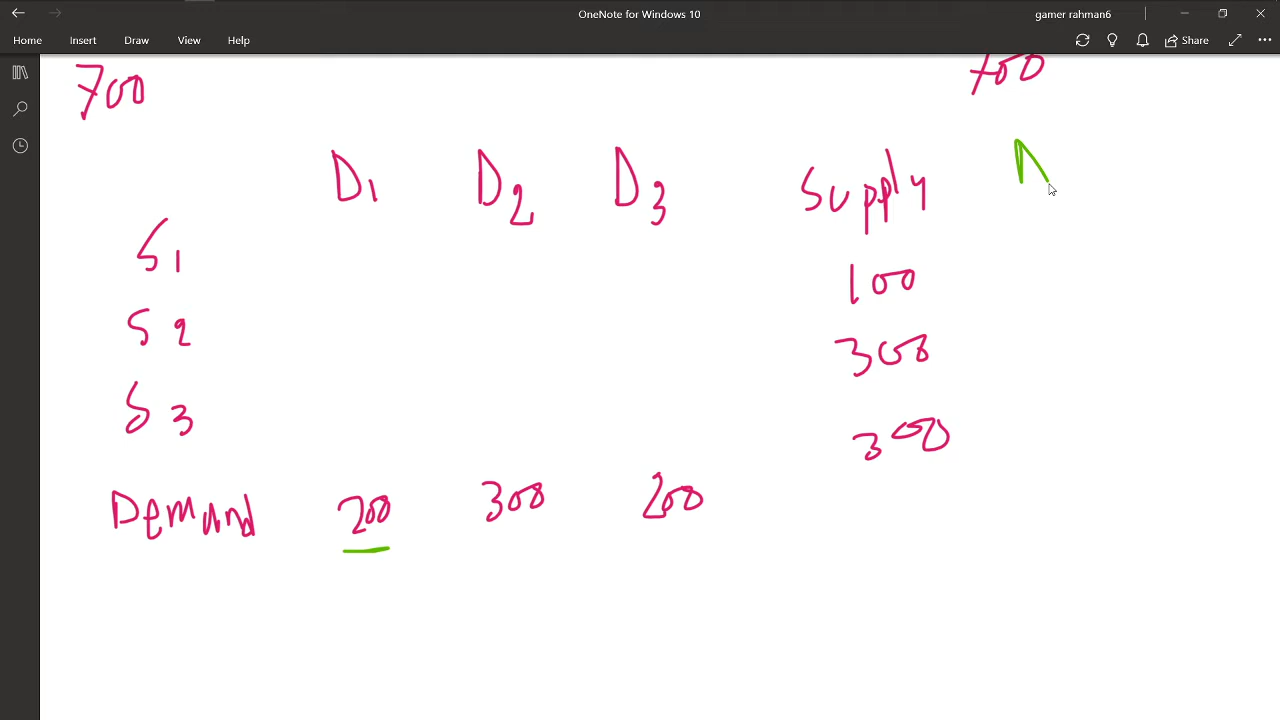 OneNote for Windows 10
gamer rahman6
Home Insert Draw View Help
Share
700 700
D1 D2 D3 Supply
S1 100
S2 300
S3 300
Demand 200 300 200